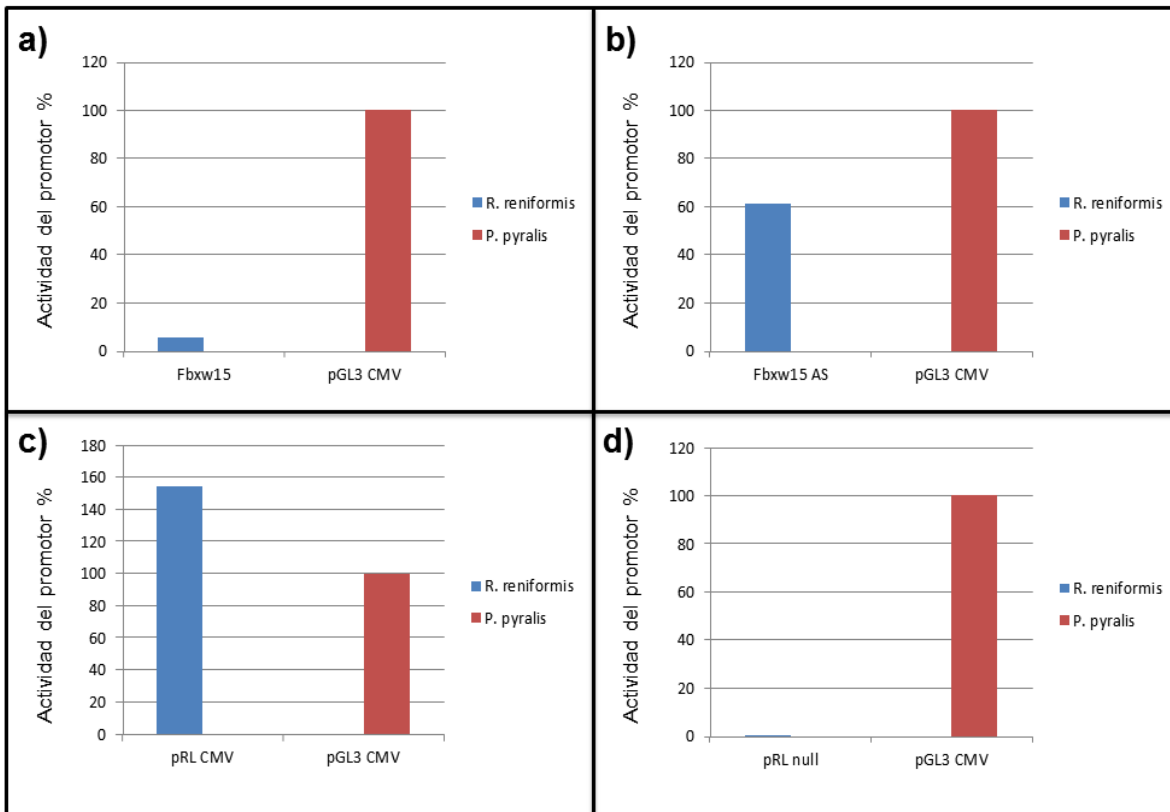 a)
Actividad del promotor %
120
100
80
60
40
20
0
Fbxw15
pGL3 CMV
R. reniformis
P. pyralis
b)
Actividad del promotor %
120
100
80
60
40
20
0
Fbxw15 AS
pGL3 CMV
R. reniformis
P. pyralis
c)
Actividad del promotor %
180
160
140
120
100
80
60
40
20
0
pRL CMV
pGL3 CMV
R. reniformis
P. pyralis
d)
Actividad del promotor %
120
100
80
60
40
20
0
pRL null
pGL3 CMV
R. reniformis
P. pyralis